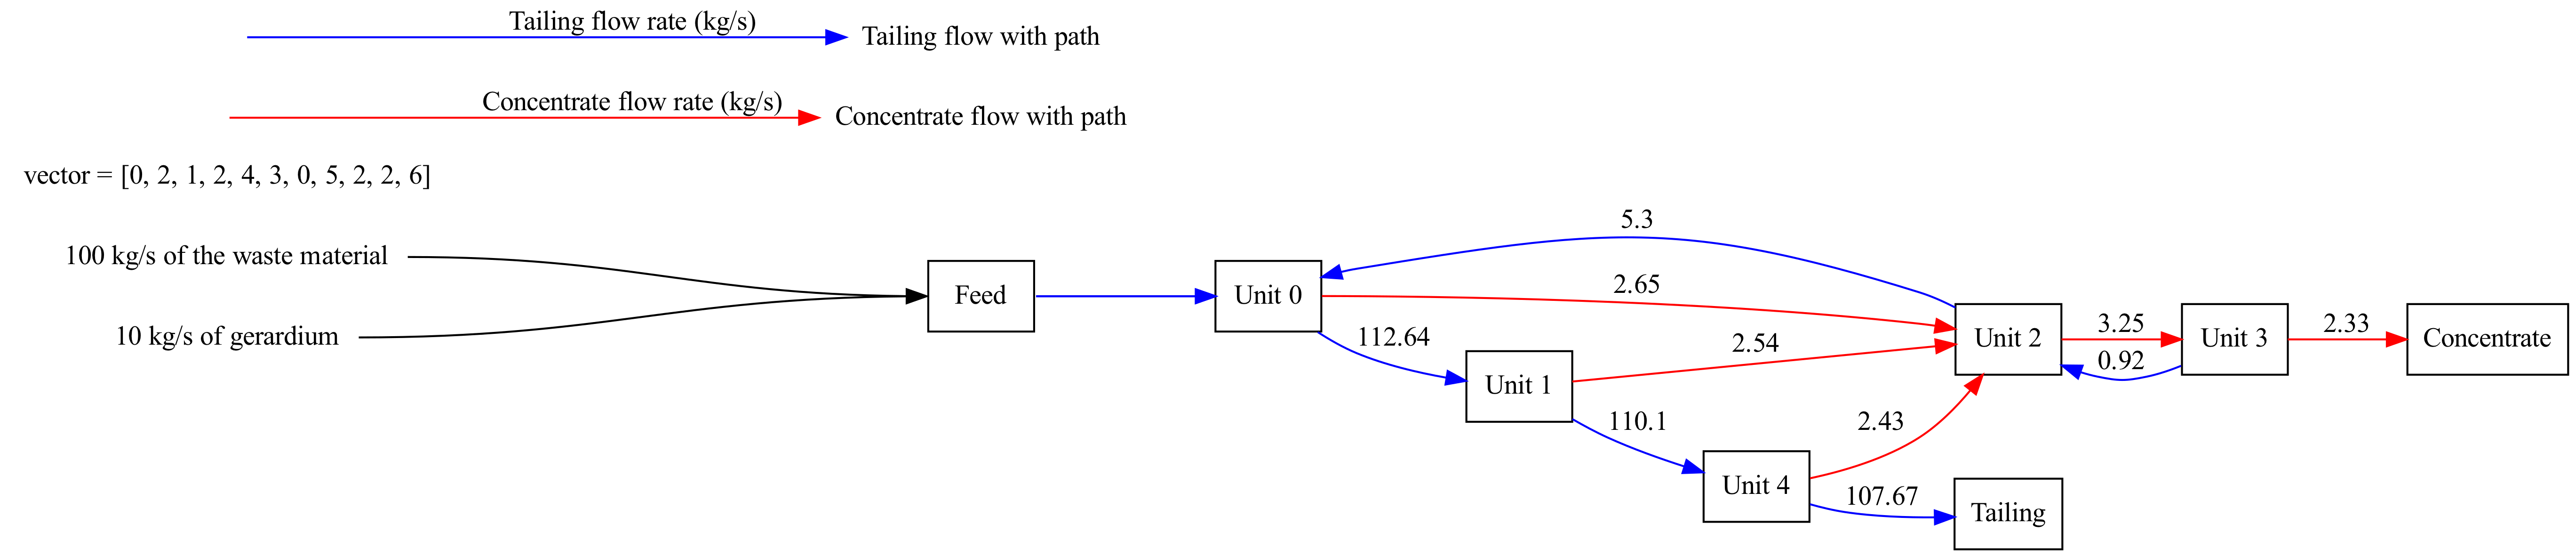 Tailing flow rate (kg/s)
Tailing flow with path
Concentrate flow rate (kg/s)
Concentrate flow with path
vector = [0, 2, 1, 2, 4, 3, 0, 5, 2, 2, 6]
100 kg/s of the waste material
10 kg/s of gerardium
Feed
Unit 0
5.3
2.65
112.64
Unit 1
2.54
110.1
Unit 4
2.43
107.67
Tailing
Unit 2
3.25
0.92
Unit 3
2.33
Concentrate